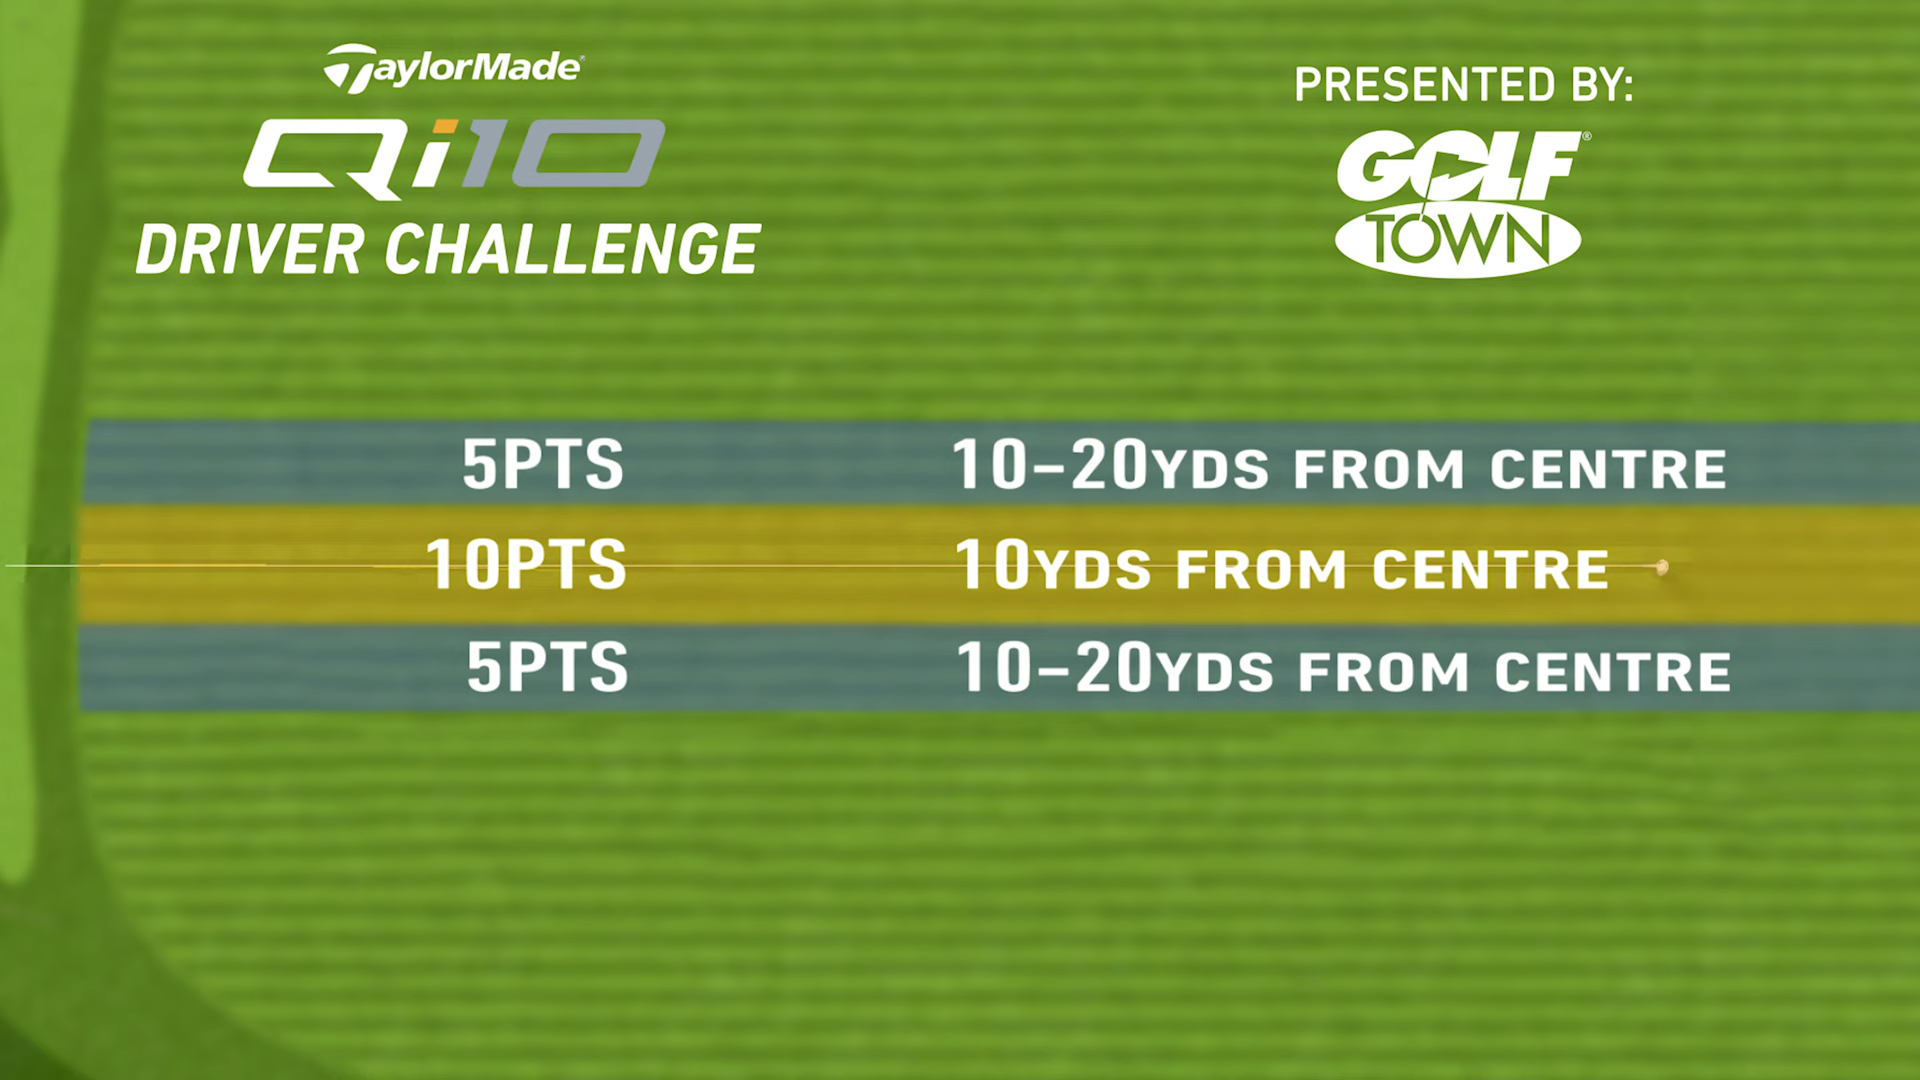 TaylorMade
Qi10
DRIVER CHALLENGE
PRESENTED BY:
GOLF®
TOWN
5PTS 10–20YDS FROM CENTRE
10PTS 10YDS FROM CENTRE
5PTS 10–20YDS FROM CENTRE